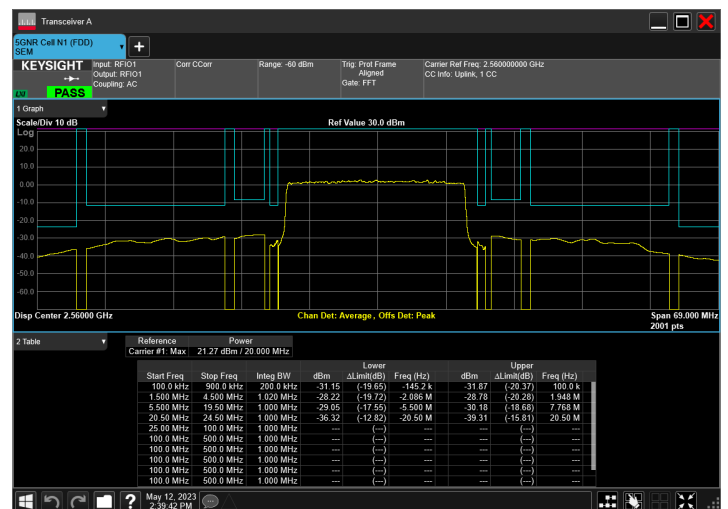 Transceiver A
5GNR Cell N1 (FDD)
SEM
KEYSIGHT Input: RFIO1 Corr CCorr Range: -60 dBm Trig: Prot Frame Carrier Ref Freq: 2.560000000 GHz
Output: RFIO1 Aligned CC Info: Uplink, 1 CC
Coupling: AC Gate: FFT
LXI PASS
1 Graph
Scale/Div 10 dB Ref Value 30.0 dBm
Log
20.0
10.0
0.00
-10.0
-20.0
-30.0
-40.0
-50.0
-60.0
Disp Center 2.56000 GHz Chan Det: Average , Offs Det: Peak Span 69.000 MHz
2001 pts
2 Table
Reference Power
Carrier #1: Max 21.27 dBm / 20.000 MHz
Lower Upper
Start Freq Stop Freq Integ BW dBm ΔLimit(dB) Freq (Hz) dBm ΔLimit(dB) Freq (Hz)
100.0 kHz 900.0 kHz 200.0 kHz -31.15 (-19.65) -145.2 k -31.87 (-20.37) 100.0 k
1.500 MHz 4.500 MHz 1.020 MHz -28.22 (-19.72) -2.086 M -28.78 (-20.28) 1.948 M
5.500 MHz 19.50 MHz 1.000 MHz -29.05 (-17.55) -5.500 M -30.18 (-18.68) 7.768 M
20.50 MHz 24.50 MHz 1.000 MHz -36.32 (-12.82) -20.50 M -39.31 (-15.81) 20.50 M
25.00 MHz 100.0 MHz 1.000 MHz --- (---) --- --- (---) ---
100.0 MHz 500.0 MHz 1.000 MHz --- (---) --- --- (---) ---
100.0 MHz 500.0 MHz 1.000 MHz --- (---) --- --- (---) ---
100.0 MHz 500.0 MHz 1.000 MHz --- (---) --- --- (---) ---
100.0 MHz 500.0 MHz 1.000 MHz --- (---) --- --- (---) ---
100.0 MHz 500.0 MHz 1.000 MHz --- (---) --- --- (---) ---
May 12, 2023
2:39:42 PM